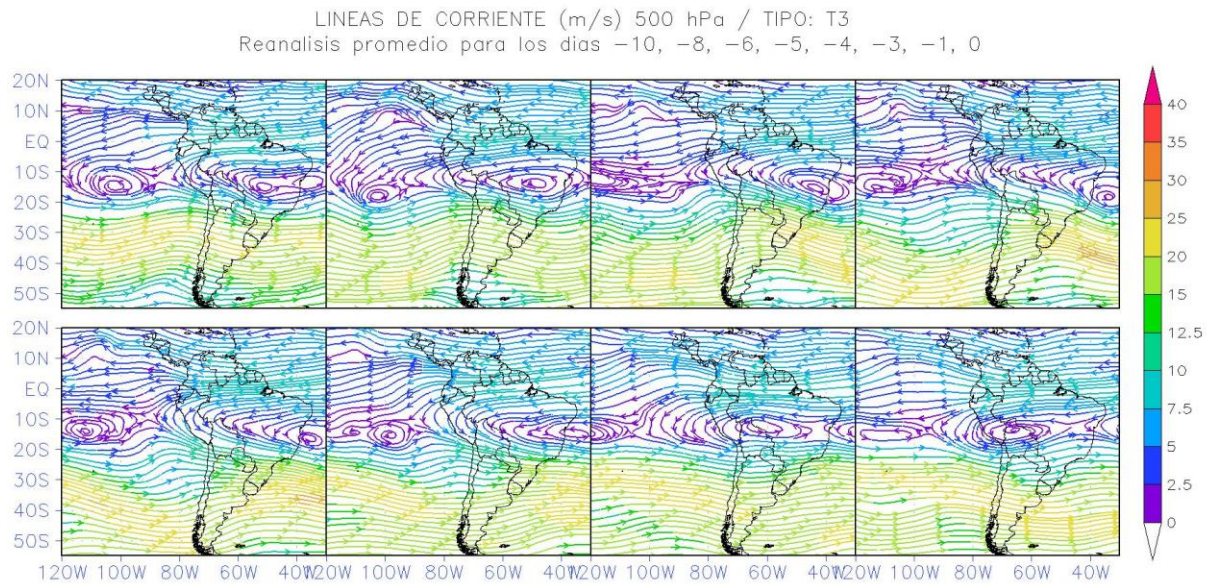 LINEAS DE CORRIENTE (m/s) 500 hPa / TIPO: T3
Reanalisis promedio para los dias −10, −8, −6, −5, −4, −3, −1, 0
20N
10N
EQ
10S
20S
30S
40S
50S
20N
10N
EQ
10S
20S
30S
40S
50S
120W 100W 80W 60W 40W 120W 100W 80W 60W 40W 120W 100W 80W 60W 40W 120W 100W 80W 60W 40W
40
35
30
25
20
15
12.5
10
7.5
5
2.5
0